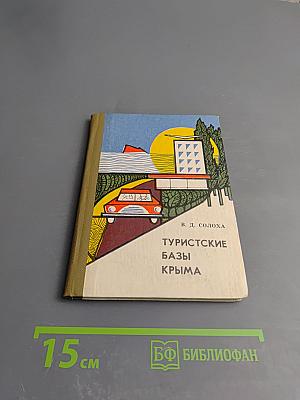 В. Д. СОЛОХА
ТУРИСТСКИЕ
БАЗЫ
КРЫМА
15 см
БФ БИБЛИОФАН